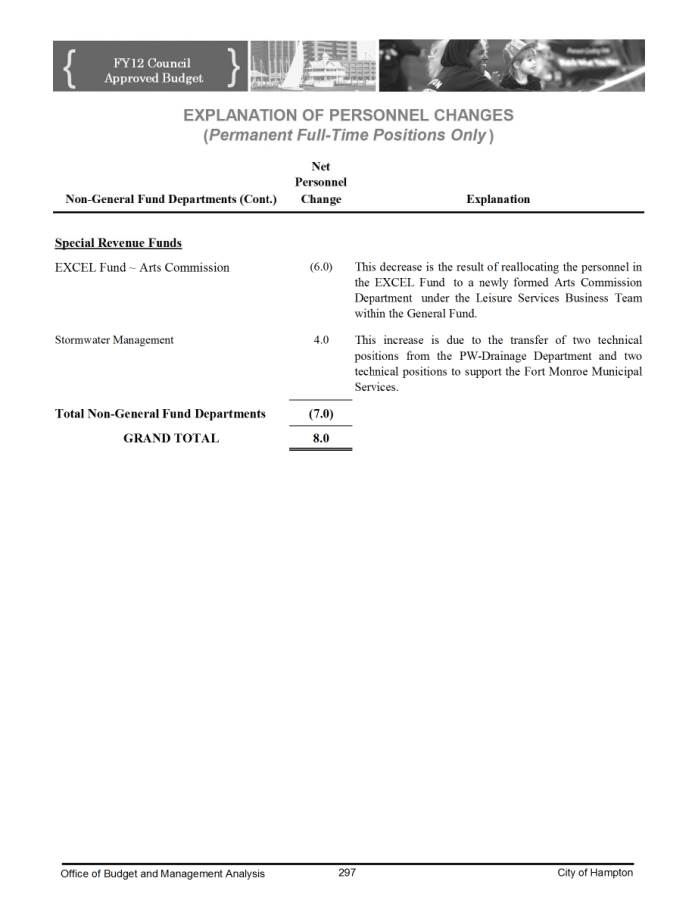 FY12 Council
Approved Budget
EXPLANATION OF PERSONNEL CHANGES
(Permanent Full-Time Positions Only)
Net
Personnel
Non-General Fund Departments (Cont.) Change Explanation
Special Revenue Funds
EXCEL Fund ~ Arts Commission (6.0) This decrease is the result of reallocating the personnel in
the EXCEL Fund to a newly formed Arts Commission
Department under the Leisure Services Business Team
within the General Fund.
Stormwater Management 4.0 This increase is due to the transfer of two technical
positions from the PW-Drainage Department and two
technical positions to support the Fort Monroe Municipal
Services.
Total Non-General Fund Departments (7.0)
GRAND TOTAL 8.0
Office of Budget and Management Analysis 297 City of Hampton